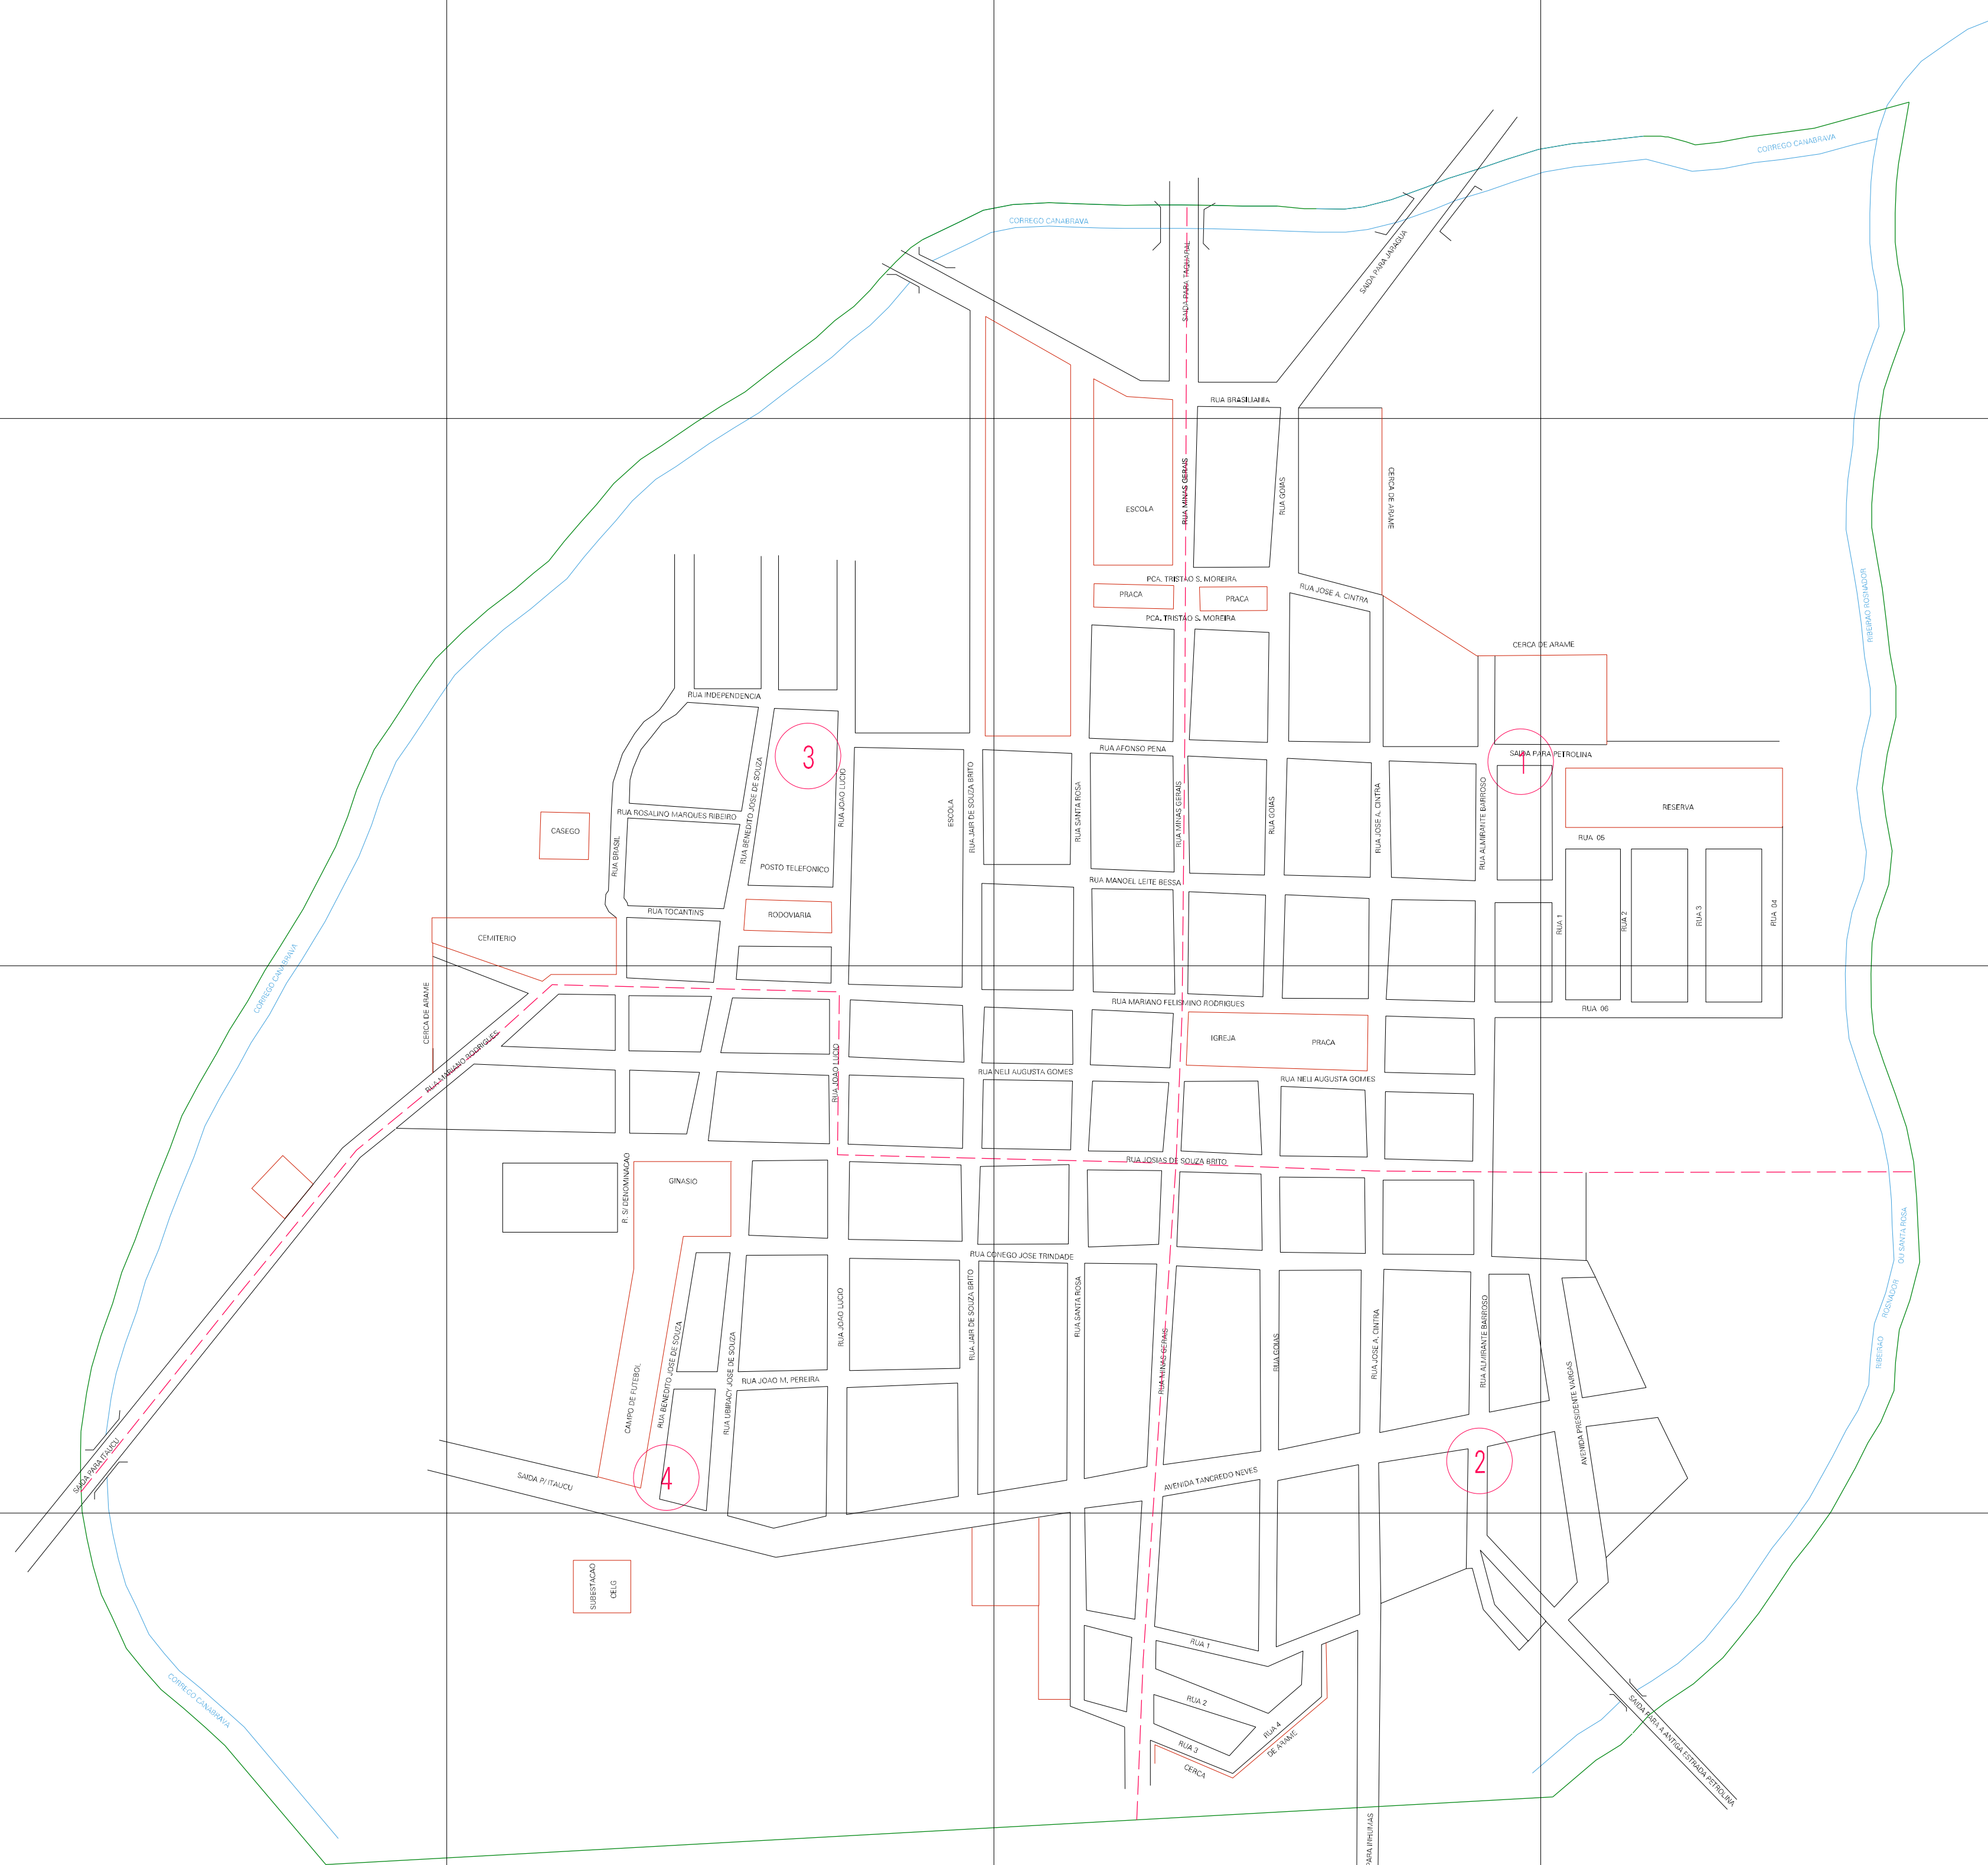 CORREGO CANABRAVA
CORREGO CANABRAVA
SAIDA PARA TAQUARAL
SAIDA PARA JARAGUA
RUA BRASILIANIA
RUA MINAS GERAIS
RUA GOIAS
CERCA DE ARAME
ESCOLA
PCA. TRISTAO S. MOREIRA
PRACA
PRACA
RUA JOSE A. CINTRA
PCA. TRISTAO S. MOREIRA
RIBEIRAO ROSNADOR
CERCA DE ARAME
RUA INDEPENDENCIA
3
RUA AFONSO PENA
SAIDA PARA PETROLINA
1
RUA BENEDITO JOSE DE SOUZA
RUA JOAO LUCIO
ESCOLA
RUA JAIR DE SOUZA BRITO
RUA SANTA ROSA
RUA MINAS GERAIS
RUA GOIAS
RUA JOSE A. CINTRA
RUA ALMIRANTE BARROSO
RESERVA
RUA ROSALINO MARQUES RIBEIRO
CASEGO
RUA BRASIL
RUA 05
POSTO TELEFONICO
RUA MANOEL LEITE BESSA
RUA TOCANTINS
RODOVIARIA
RUA 1
RUA 2
RUA 3
RUA 04
CEMITERIO
CORREGO CANABRAVA
CERCA DE ARAME
RUA MARIANO FELISMINO RODRIGUES
RUA 06
RUA MARIANO RODRIGUES
IGREJA
PRACA
RUA JOAO LUCIO
RUA NELI AUGUSTA GOMES
RUA NELI AUGUSTA GOMES
RUA JOSIAS DE SOUZA BRITO
R. S/ DENOMINACAO
GINASIO
OU SANTA ROSA
RUA CONEGO JOSE TRINDADE
RIBEIRAO
ROSNADOR
RUA BENEDITO JOSE DE SOUZA
RUA UBIRACY JOSE DE SOUZA
RUA JOAO LUCIO
RUA JAIR DE SOUZA BRITO
RUA SANTA ROSA
RUA MINAS GERAIS
RUA GOIAS
RUA JOSE A. CINTRA
RUA ALMIRANTE BARROSO
AVENIDA PRESIDENTE VARGAS
RUA JOAO M. PEREIRA
CAMPO DE FUTEBOL
SAIDA PARA ITAUCU
SAIDA P/ ITAUCU
4
AVENIDA TANCREDO NEVES
2
SUBESTACAO
CELG
RUA 1
RUA 2
RUA 3
RUA 4
CERCA
DE ARAME
CORREGO CANABRAVA
SAIDA PARA A ANTIGA ESTRADA PETROLINA
PARA INHUMAS